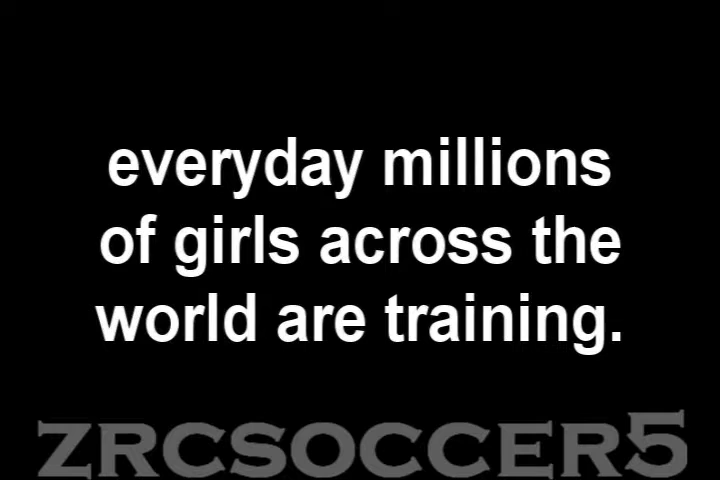 everyday millions
of girls across the
world are training.
ZRCSOCCER5